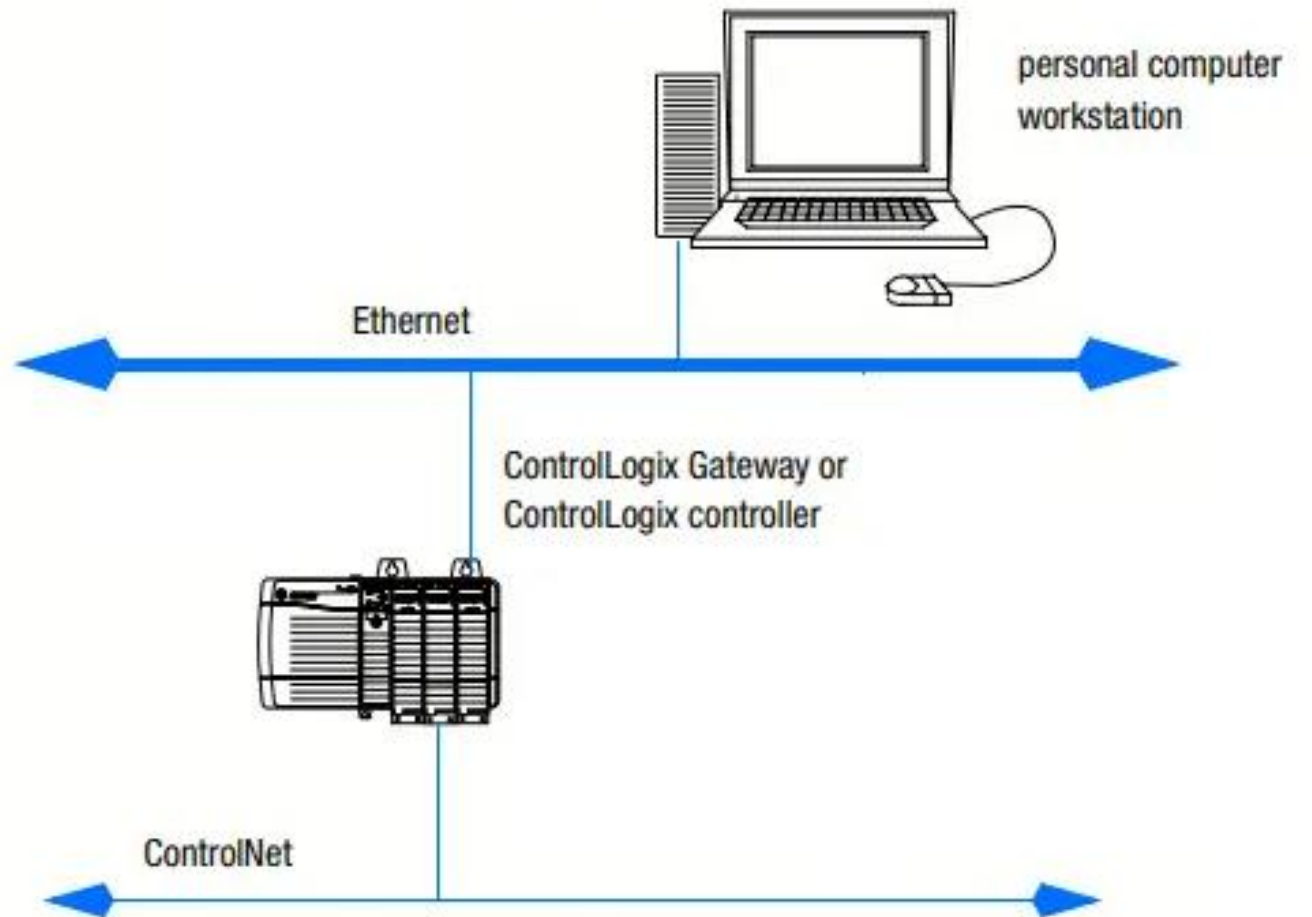 personal computer
workstation
Ethernet
ControlLogix Gateway or
ControlLogix controller
ControlNet